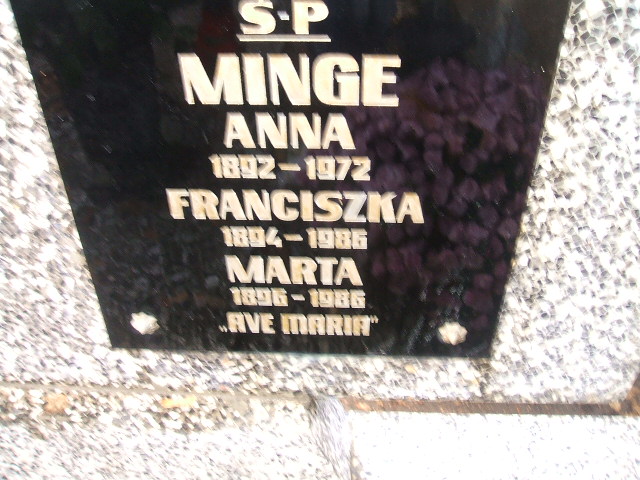 Ś-P
MINGE
ANNA
1892-1972
FRANCISZKA
1894-1986
MARTA
1896-1986
„AVE MARIA"